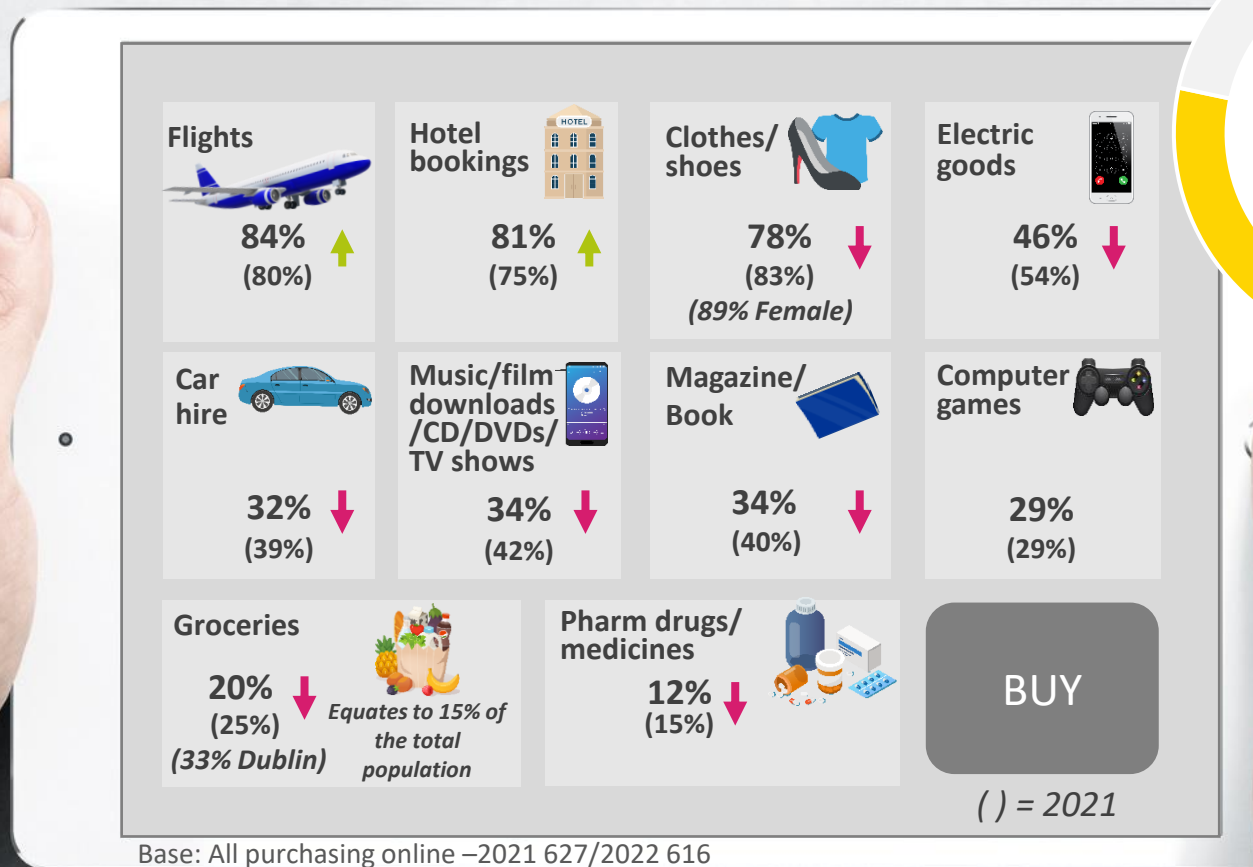 Flights
84%
(80%)
Hotel
bookings
HOTEL
81%
(75%)
Clothes/
shoes
78%
(83%)
(89% Female)
Electric
goods
46%
(54%)
Car
hire
32%
(39%)
Music/film
downloads
/CD/DVDs/
TV shows
34%
(42%)
Magazine/
Book
34%
(40%)
Computer
games
29%
(29%)
Groceries
20%
(25%)
(33% Dublin)
Equates to 15% of
the total
population
Pharm drugs/
medicines
12%
(15%)
BUY
( ) = 2021
Base: All purchasing online –2021 627/2022 616